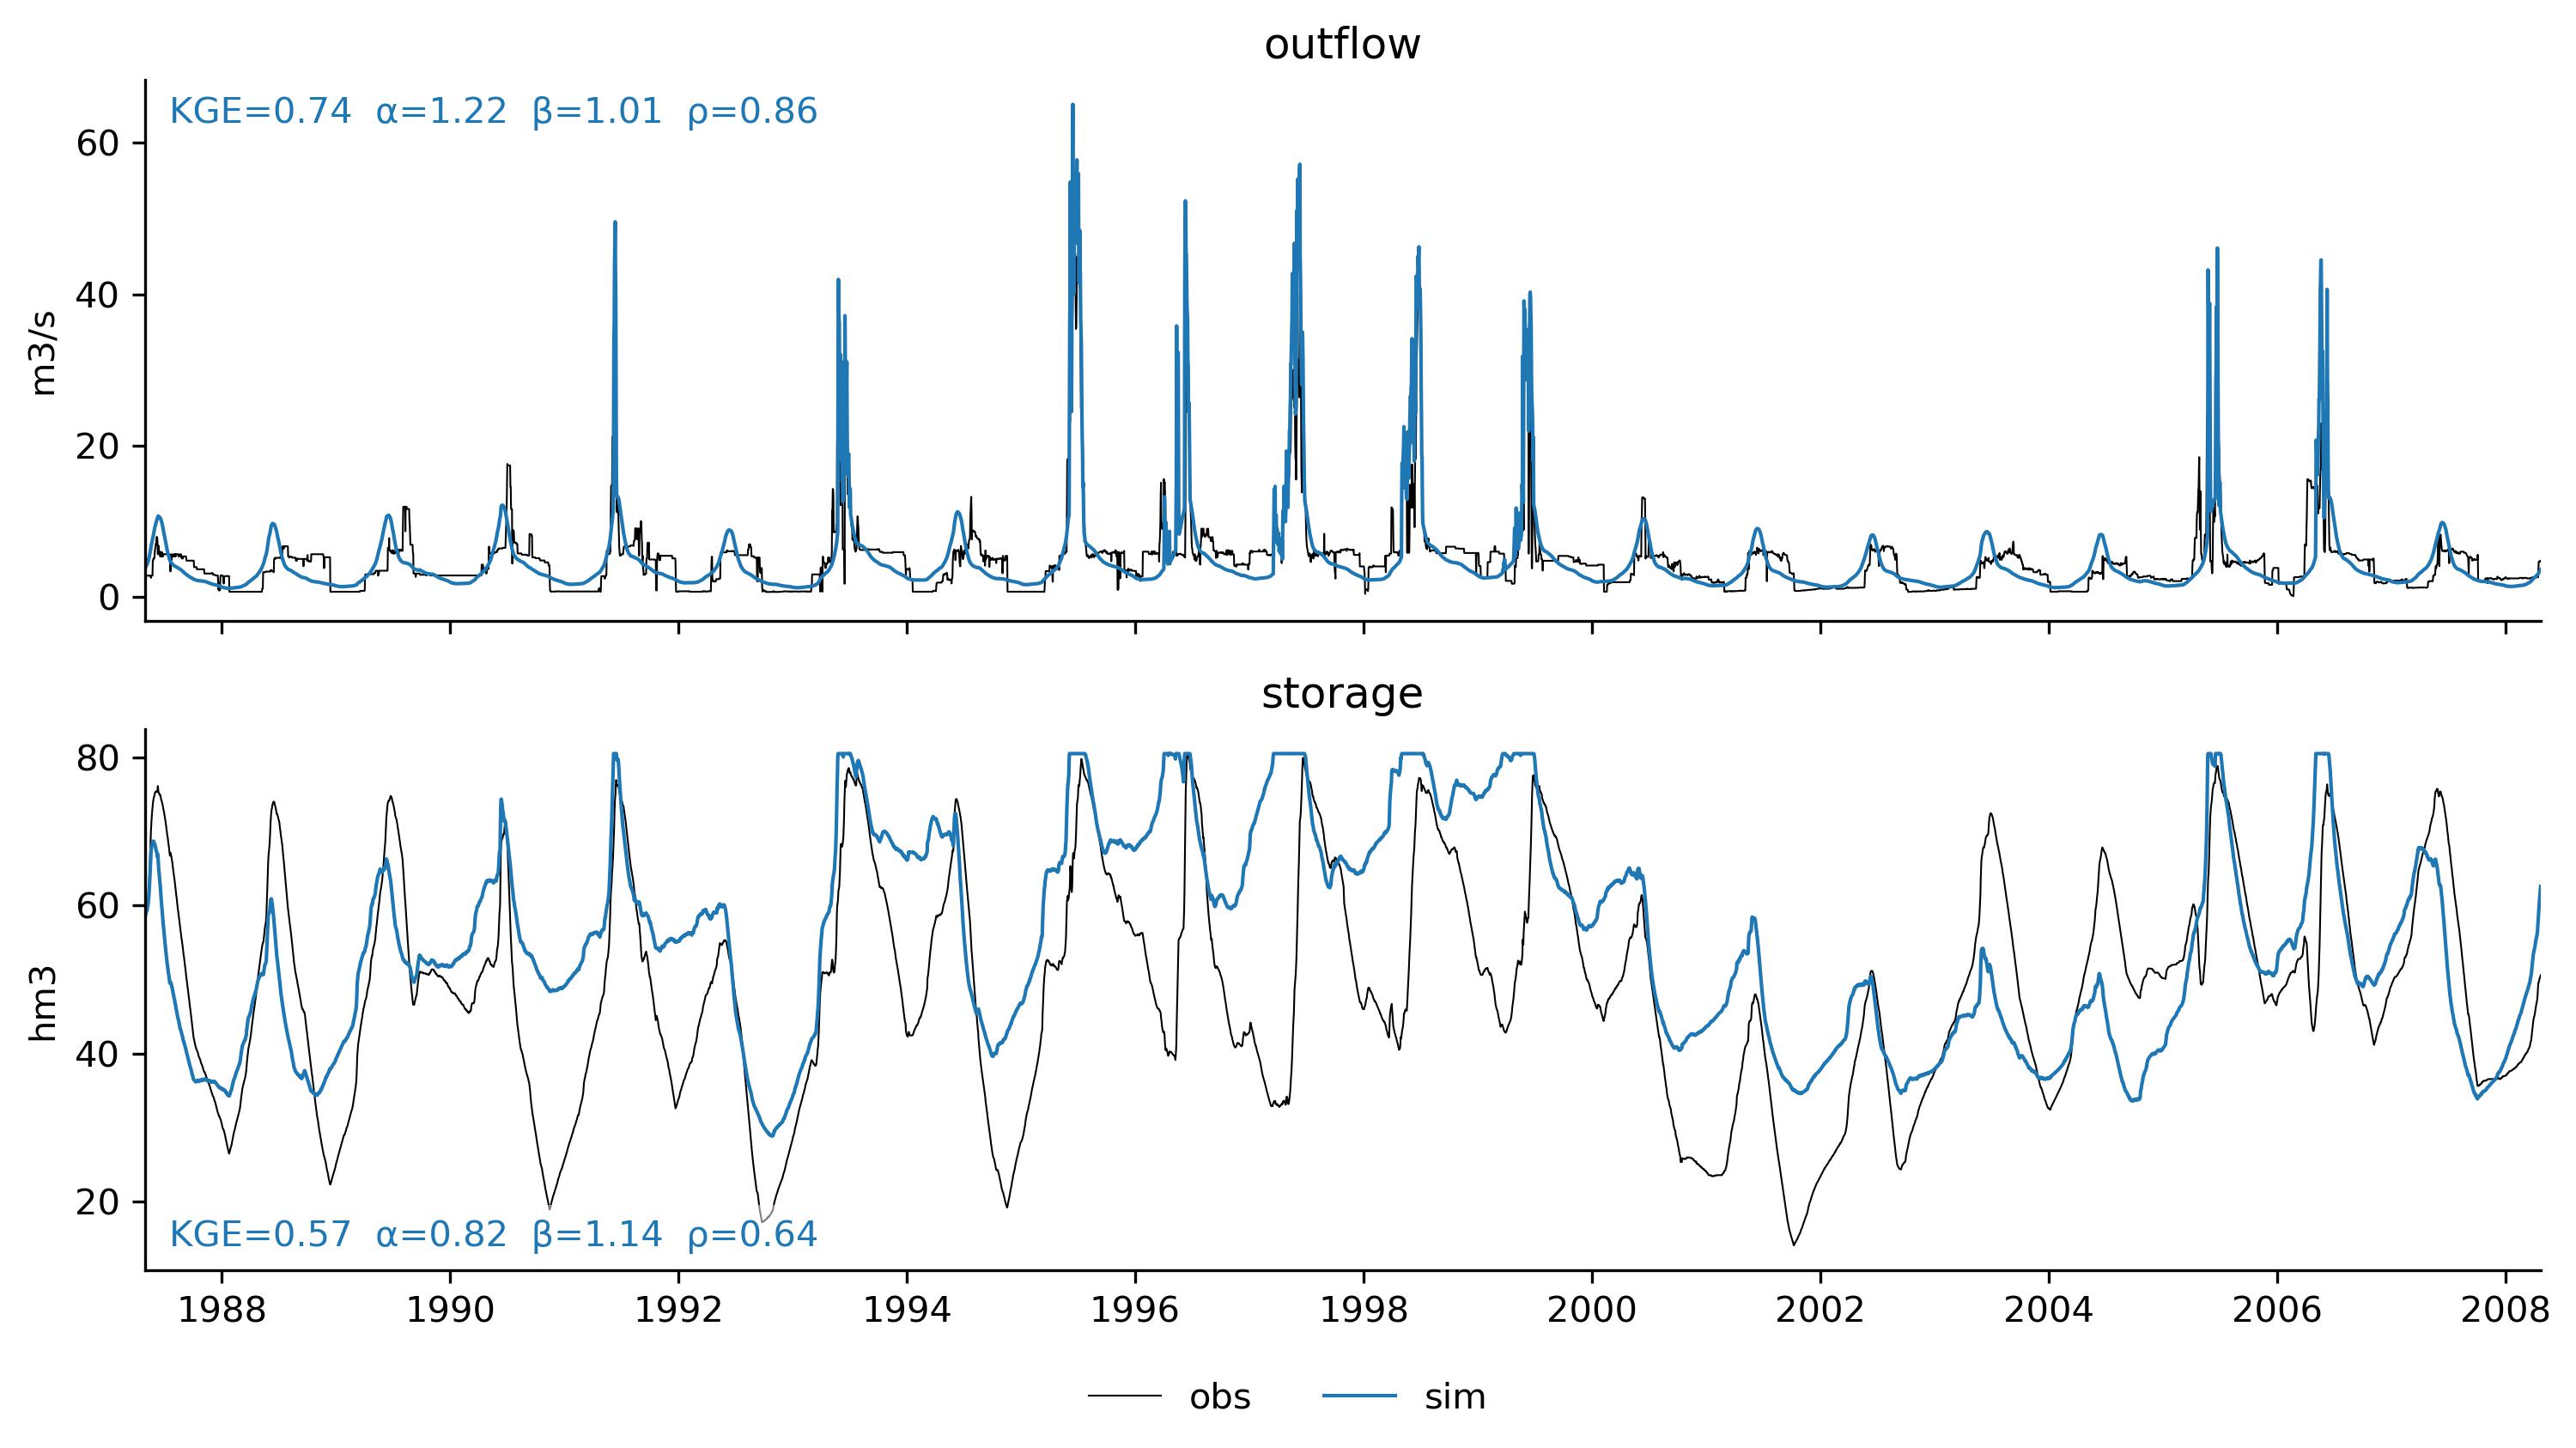 outflow
KGE=0.74 α=1.22 β=1.01 ρ=0.86
60
40
20
0
m3/s
storage
80
60
40
20
hm3
KGE=0.57 α=0.82 β=1.14 ρ=0.64
1988 1990 1992 1994 1996 1998 2000 2002 2004 2006 2008
obs sim